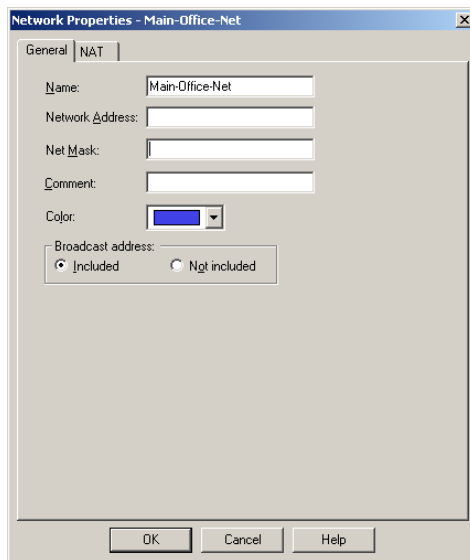 Network Properties - Main-Office-Net
General NAT
Name: Main-Office-Net
Network Address:
Net Mask:
Comment:
Color:
Broadcast address:
Included Not included
OK Cancel Help